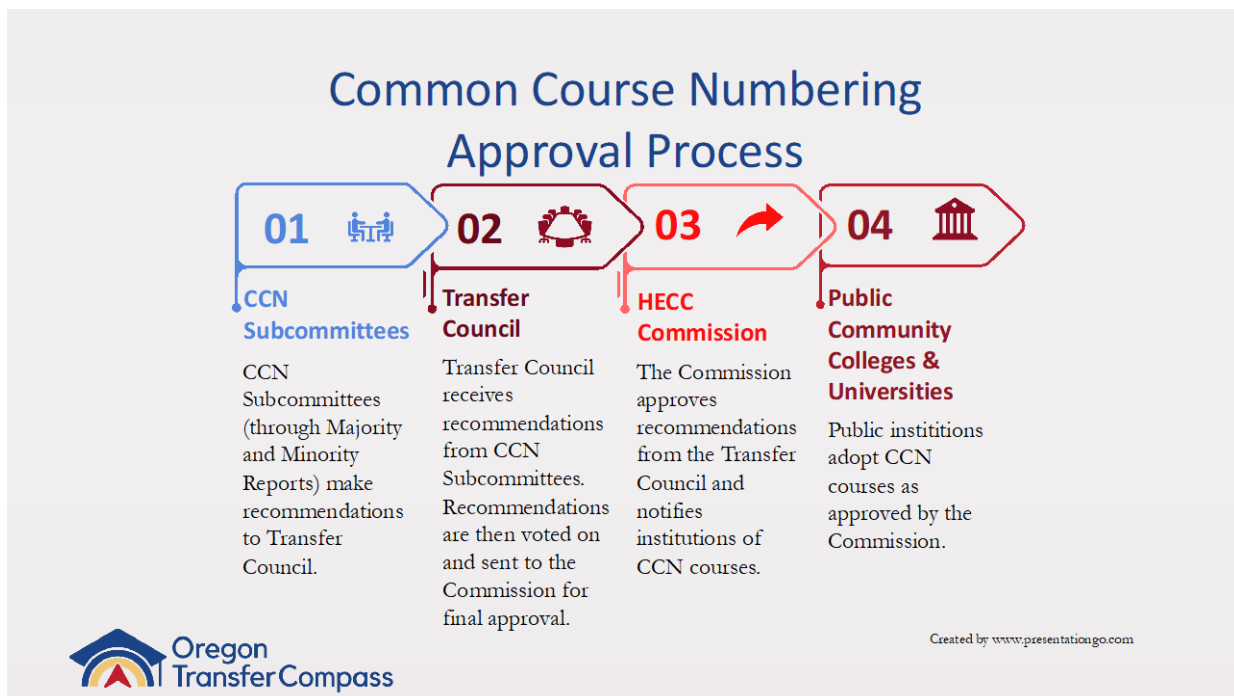 Common Course Numbering
Approval Process
01
CCN
Subcommittees
CCN
Subcommittees
(through Majority
and Minority
Reports) make
recommendations
to Transfer
Council.
02
Transfer
Council
Transfer Council
receives
recommendations
from CCN
Subcommittees.
Recommendations
are then voted on
and sent to the
Commission for
final approval.
03
HECC
Commission
The Commission
approves
recommendations
from the Transfer
Council and
notifies
institutions of
CCN courses.
04
Public
Community
Colleges &
Universities
Public instititions
adopt CCN
courses as
approved by the
Commission.
Oregon
Transfer Compass
Created by www.presentationgo.com